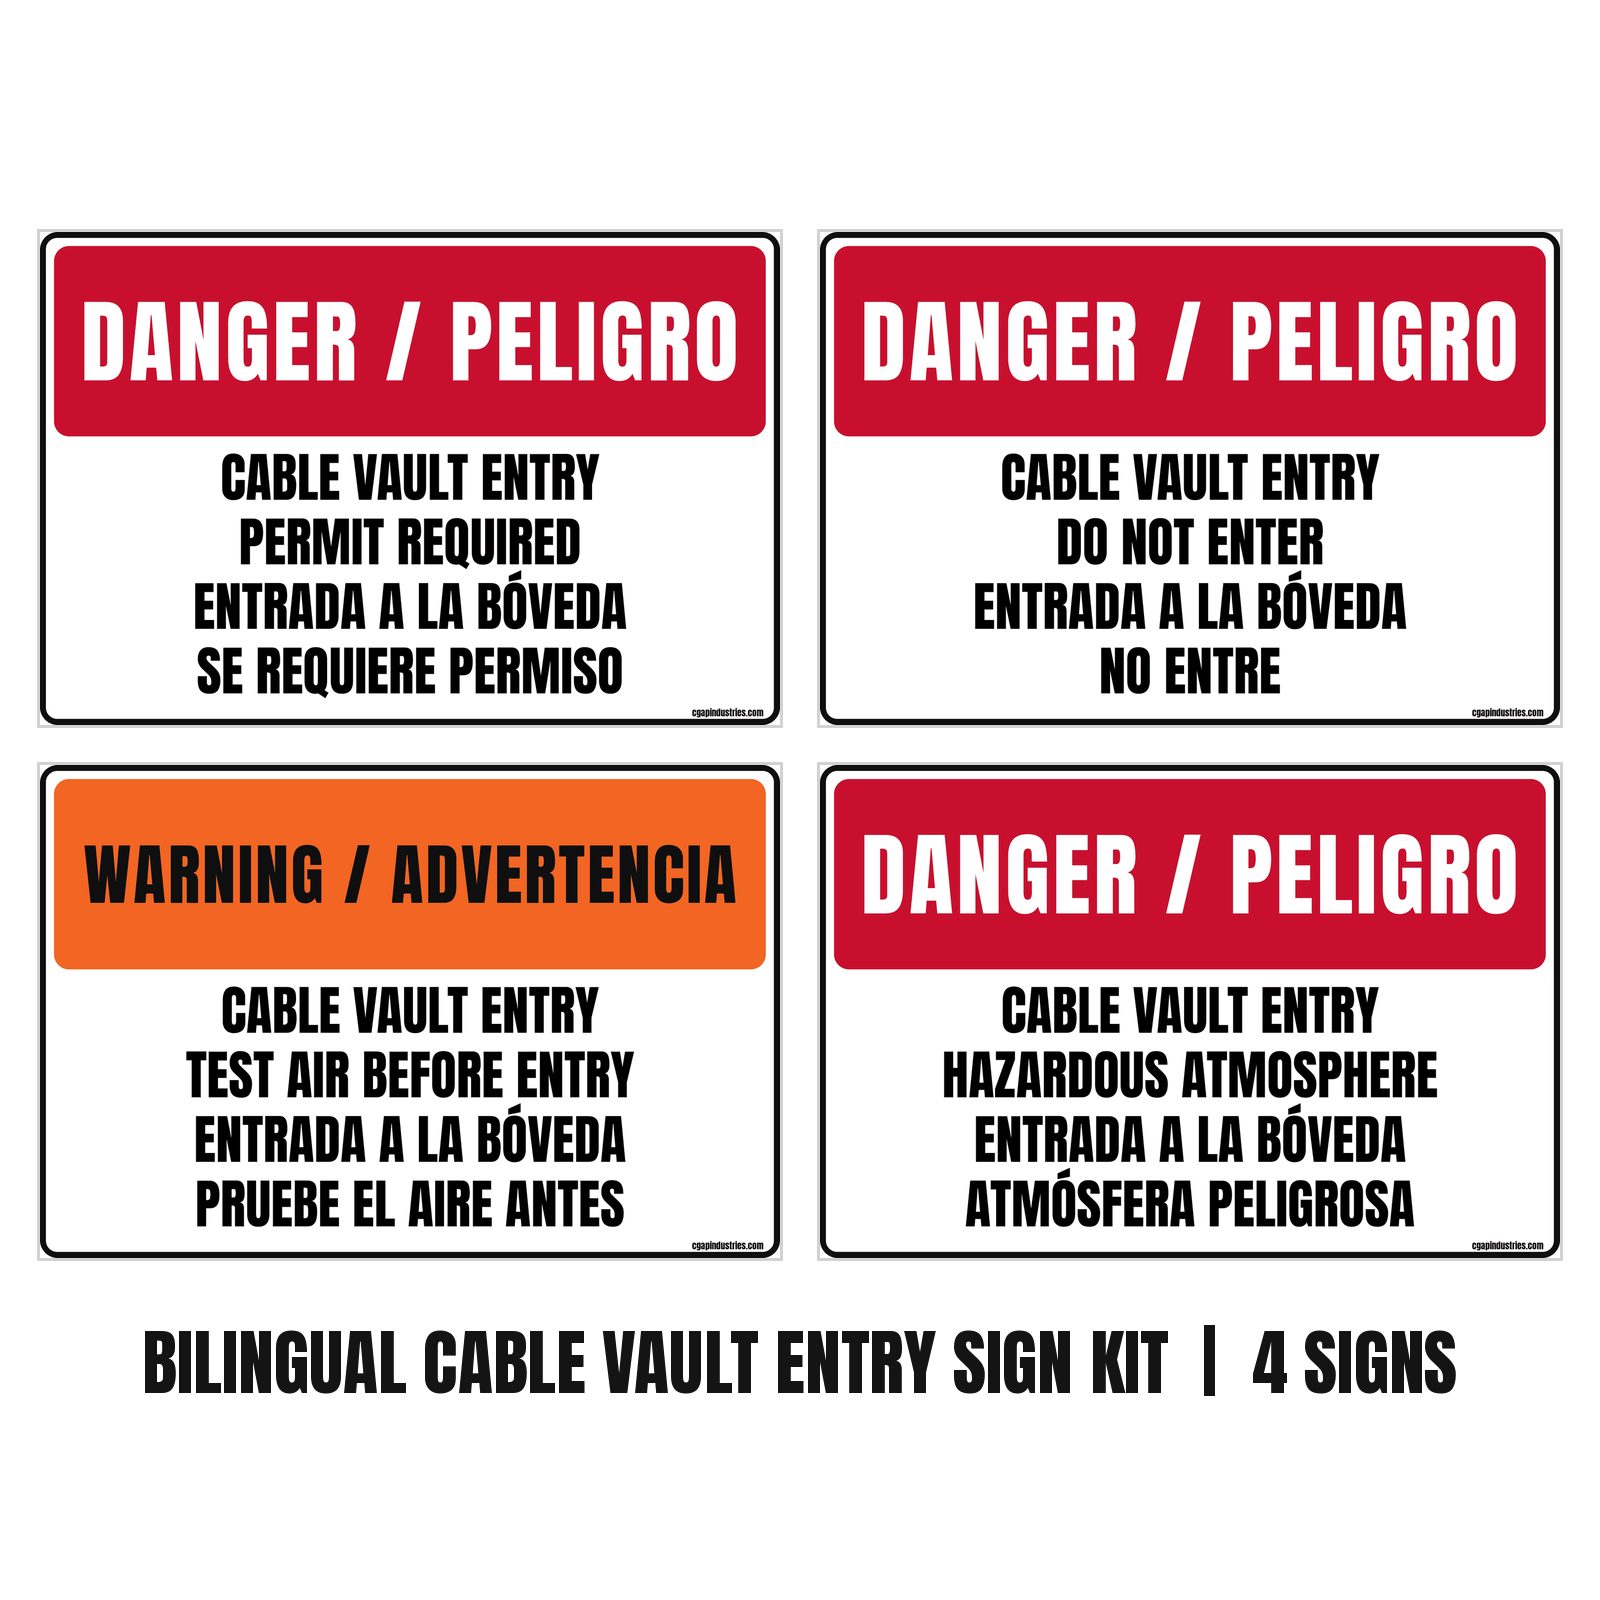 DANGER / PELIGRO
CABLE VAULT ENTRY
PERMIT REQUIRED
ENTRADA A LA BÓVEDA
SE REQUIERE PERMISO
cgapindustries.com
DANGER / PELIGRO
CABLE VAULT ENTRY
DO NOT ENTER
ENTRADA A LA BÓVEDA
NO ENTRE
cgapindustries.com
WARNING / ADVERTENCIA
CABLE VAULT ENTRY
TEST AIR BEFORE ENTRY
ENTRADA A LA BÓVEDA
PRUEBE EL AIRE ANTES
cgapindustries.com
DANGER / PELIGRO
CABLE VAULT ENTRY
HAZARDOUS ATMOSPHERE
ENTRADA A LA BÓVEDA
ATMÓSFERA PELIGROSA
cgapindustries.com
BILINGUAL CABLE VAULT ENTRY SIGN KIT | 4 SIGNS